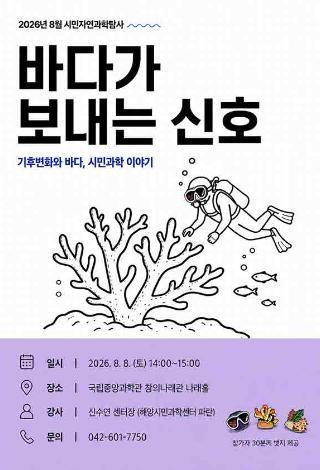 2026년 8월 시민자연과학탐사
바다가
보내는 신호
기후변화와 바다, 시민과학 이야기
일시 | 2026. 8. 8. (토) 14:00~15:00
장소 | 국립중앙과학관 창의나래관 나래홀
강사 | 신수연 센터장 (해양시민과학센터 파란)
문의 | 042-601-7750
참가자 30분께 뱃지 제공